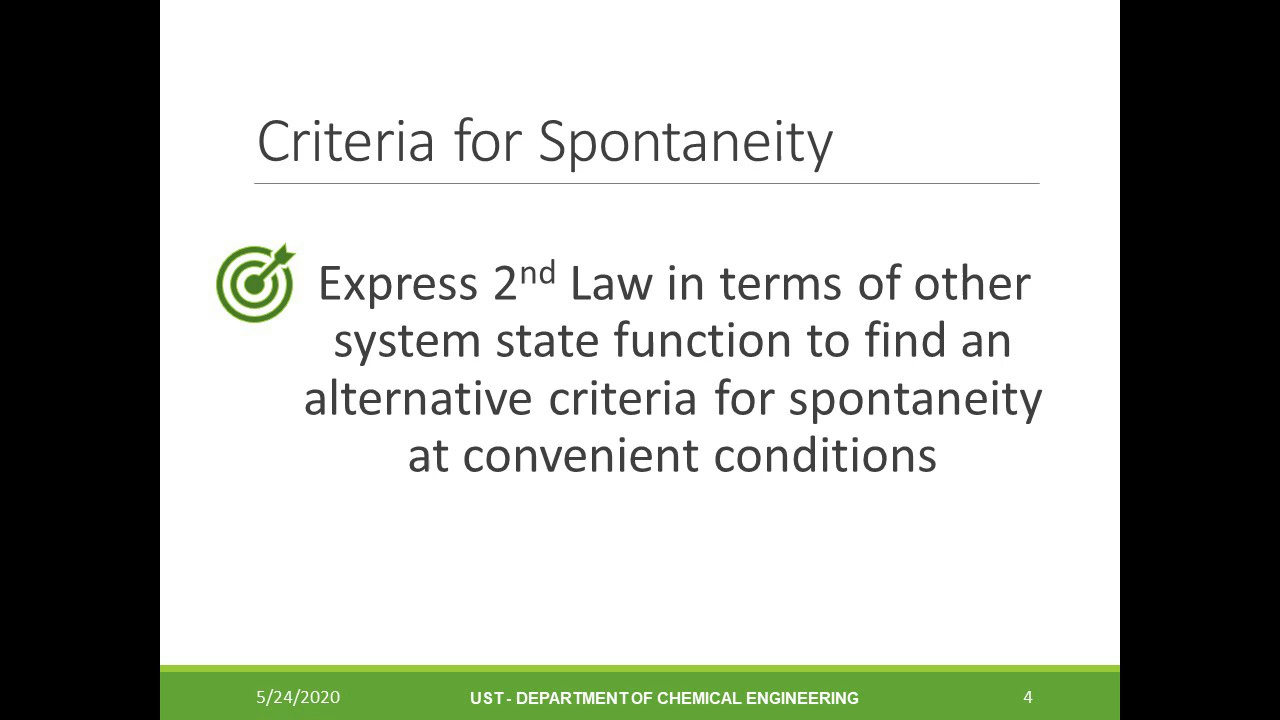 Criteria for Spontaneity
Express 2nd Law in terms of other
system state function to find an
alternative criteria for spontaneity
at convenient conditions
5/24/2020
UST - DEPARTMENT OF CHEMICAL ENGINEERING
4